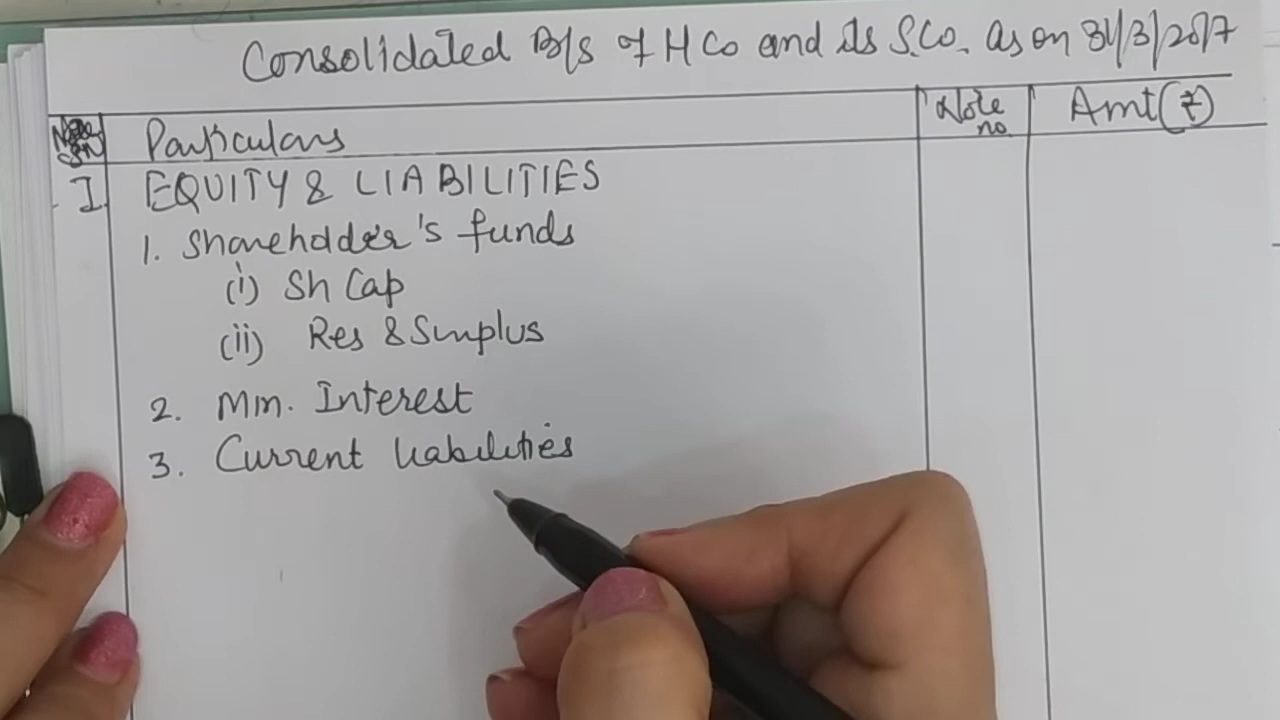 Consolidated B/s of H Co and its S.Co. as on 31/3/2017
Particulars Note no Amt(₹)
I EQUITY & LIABILITIES
1. Shareholder's funds
(i) Sh Cap
(ii) Res & Surplus
2. Min. Interest
3. Current liabilities